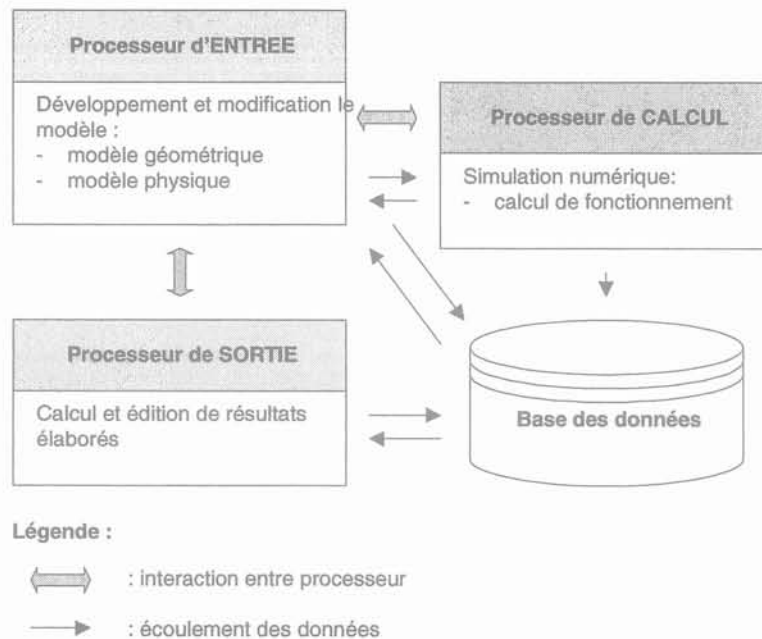 Processeur d'ENTREE
Développement et modification le
modèle :
- modèle géométrique
- modèle physique
Processeur de CALCUL
Simulation numérique:
- calcul de fonctionnement
Processeur de SORTIE
Calcul et édition de résultats
élaborés
Base des données
Légende :
: interaction entre processeur
: écoulement des données